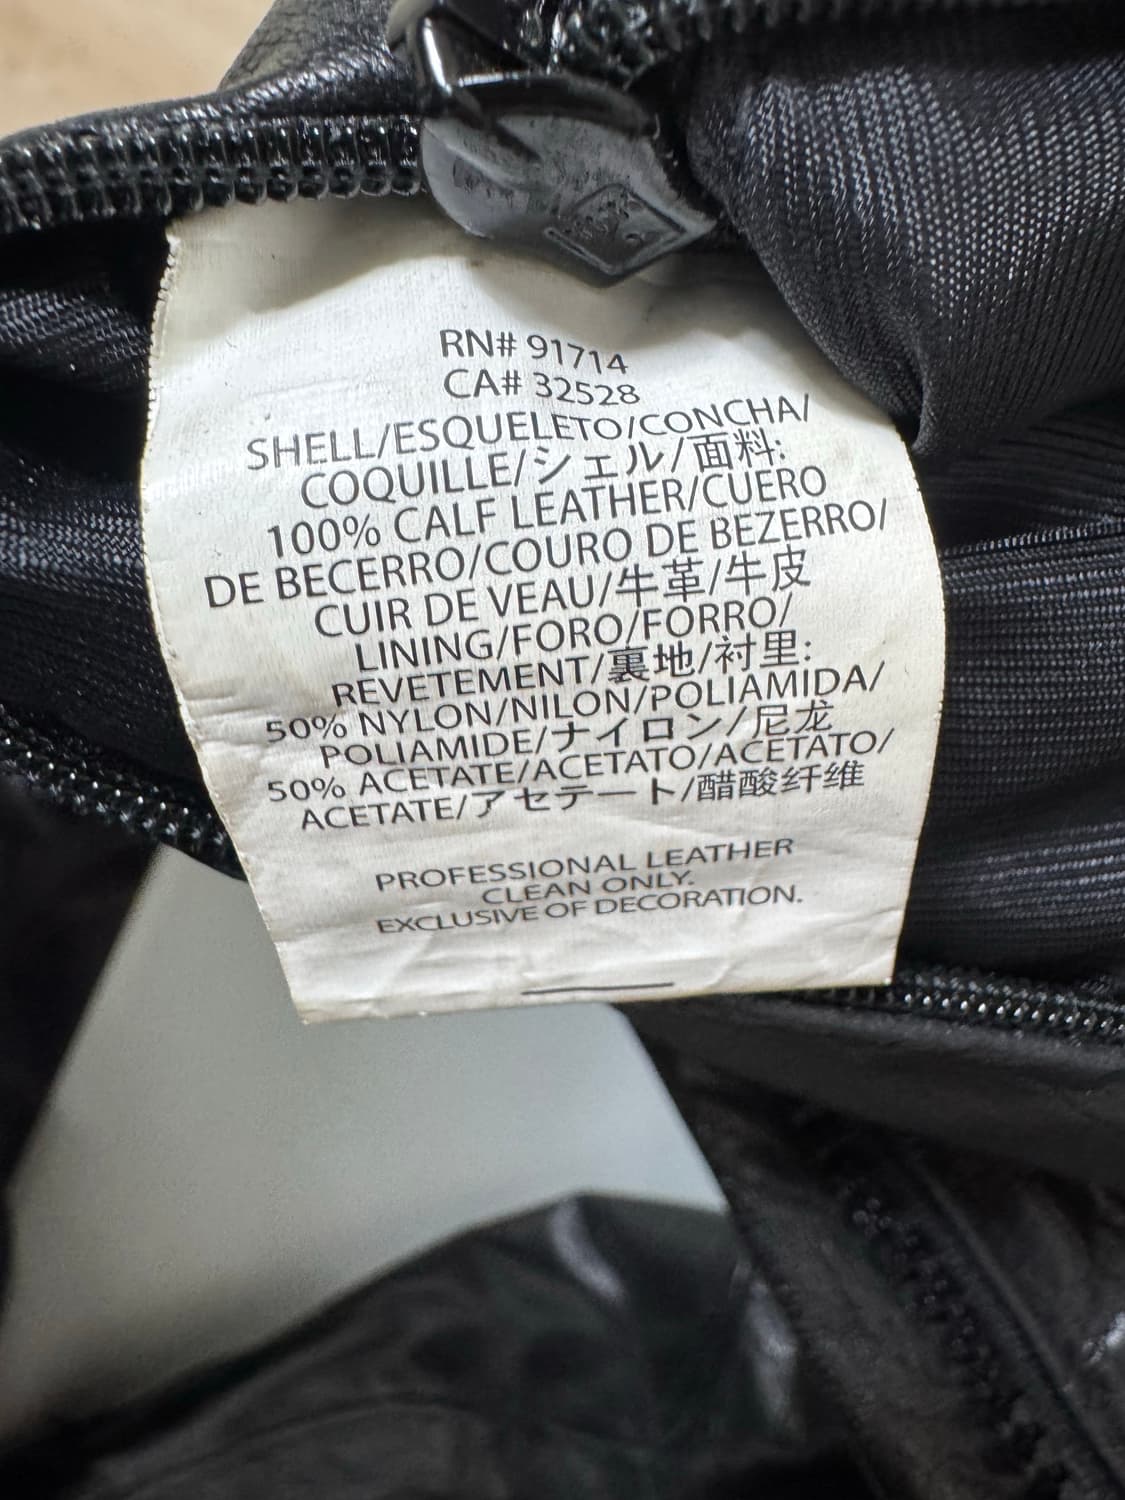 RN# 91714
CA# 32528
SHELL/ESQUELETO/CONCHA/
COQUILLE/シェル/面料:
100% CALF LEATHER/CUERO
DE BECERRO/COURO DE BEZERRO/
CUIR DE VEAU/牛革/牛皮
LINING/FORO/FORRO/
REVETEMENT/裏地/衬里:
50% NYLON/NILON/POLIAMIDA/
POLIAMIDE/ナイロン/尼龙
50% ACETATE/ACETATO/ACETATO/
ACETATE/アセテート/醋酸纤维
PROFESSIONAL LEATHER
CLEAN ONLY.
EXCLUSIVE OF DECORATION.